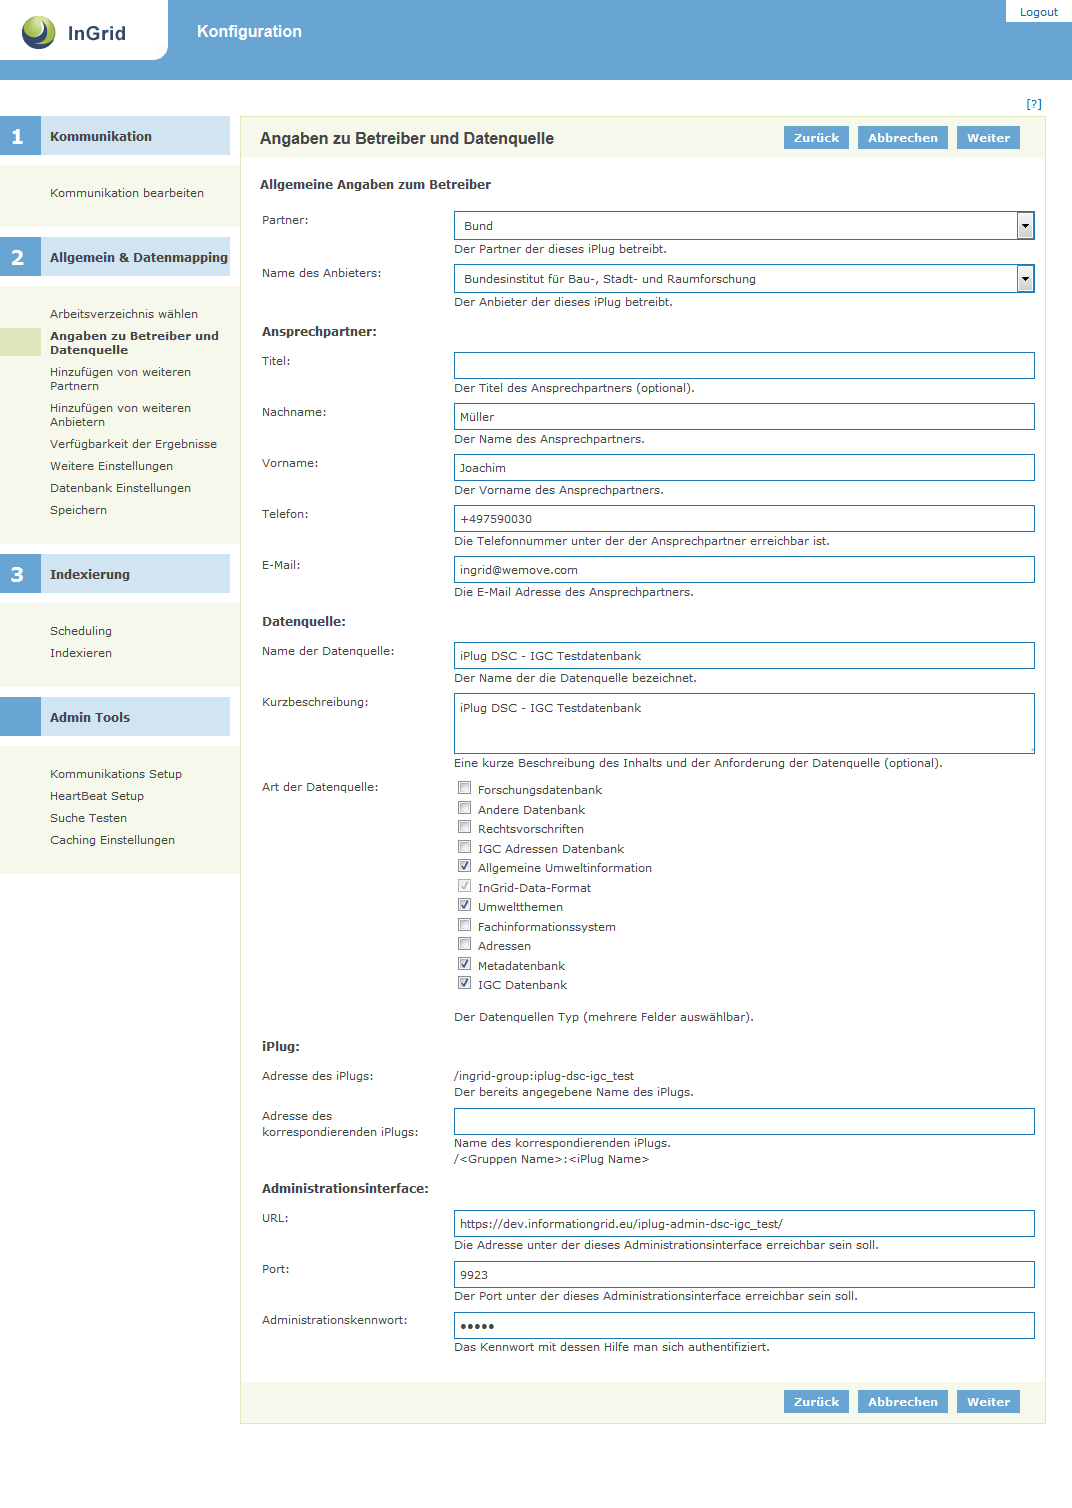 InGrid
Konfiguration
Logout
[?]
1 Kommunikation
Kommunikation bearbeiten
2 Allgemein & Datenmapping
Arbeitsverzeichnis wählen
Angaben zu Betreiber und
Datenquelle
Hinzufügen von weiteren
Partnern
Hinzufügen von weiteren
Anbietern
Verfügbarkeit der Ergebnisse
Weitere Einstellungen
Datenbank Einstellungen
Speichern
3 Indexierung
Scheduling
Indexieren
Admin Tools
Kommunikations Setup
HeartBeat Setup
Suche Testen
Caching Einstellungen
Angaben zu Betreiber und Datenquelle
Zurück Abbrechen Weiter
Allgemeine Angaben zum Betreiber
Partner: Bund
Der Partner der dieses iPlug betreibt.
Name des Anbieters: Bundesinstitut für Bau-, Stadt- und Raumforschung
Der Anbieter der dieses iPlug betreibt.
Ansprechpartner:
Titel:
Der Titel des Ansprechpartners (optional).
Nachname: Müller
Der Name des Ansprechpartners.
Vorname: Joachim
Der Vorname des Ansprechpartners.
Telefon: +497590030
Die Telefonnummer unter der der Ansprechpartner erreichbar ist.
E-Mail: ingrid@wemove.com
Die E-Mail Adresse des Ansprechpartners.
Datenquelle:
Name der Datenquelle: iPlug DSC - IGC Testdatenbank
Der Name der die Datenquelle bezeichnet.
Kurzbeschreibung: iPlug DSC - IGC Testdatenbank
Eine kurze Beschreibung des Inhalts und der Anforderung der Datenquelle (optional).
Art der Datenquelle: Forschungsdatenbank
Andere Datenbank
Rechtsvorschriften
IGC Adressen Datenbank
Allgemeine Umweltinformation
InGrid-Data-Format
Umweltthemen
Fachinformationssystem
Adressen
Metadatenbank
IGC Datenbank
Der Datenquellen Typ (mehrere Felder auswählbar).
iPlug:
Adresse des iPlugs: /ingrid-group:iplug-dsc-igc_test
Der bereits angegebene Name des iPlugs.
Adresse des
korrespondierenden iPlugs:
Name des korrespondierenden iPlugs.
/<Gruppen Name>:<iPlug Name>
Administrationsinterface:
URL: https://dev.informationgrid.eu/iplug-admin-dsc-igc_test/
Die Adresse unter der dieses Administrationsinterface erreichbar sein soll.
Port: 9923
Der Port unter der dieses Administrationsinterface erreichbar sein soll.
Administrationskennwort: •••••
Das Kennwort mit dessen Hilfe man sich authentifiziert.
Zurück Abbrechen Weiter